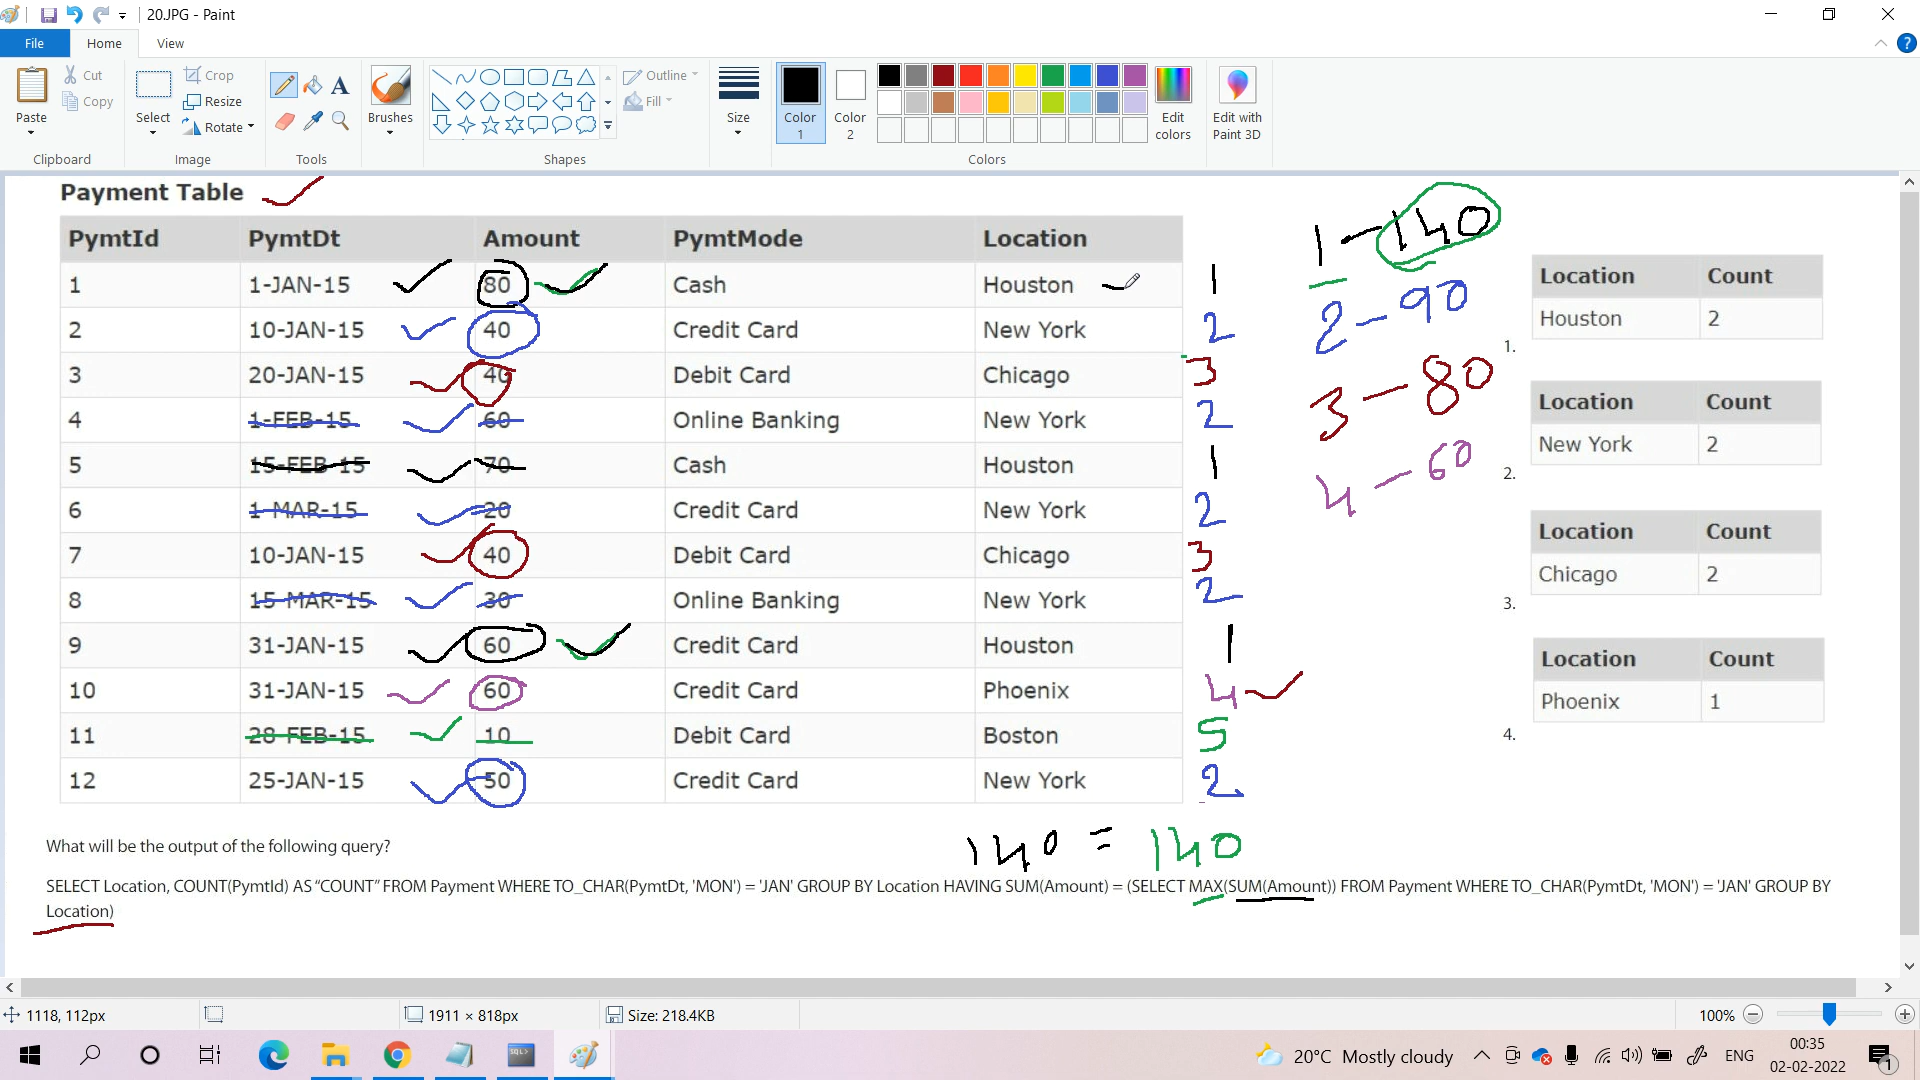 20.JPG - Paint
File Home View
Paste Cut Copy Clipboard
Select Crop Resize Rotate Image
Tools
Brushes
Outline Fill Shapes
Size
Color 1 Color 2 Colors
Edit colors
Edit with Paint 3D
Payment Table
PymtId PymtDt Amount PymtMode Location
1 1-JAN-15 80 Cash Houston 1
2 10-JAN-15 40 Credit Card New York 2
3 20-JAN-15 40 Debit Card Chicago 3
4 1-FEB-15 60 Online Banking New York 2
5 15-FEB-15 70 Cash Houston 1
6 1-MAR-15 20 Credit Card New York 2
7 10-JAN-15 40 Debit Card Chicago 3
8 15-MAR-15 30 Online Banking New York 2
9 31-JAN-15 60 Credit Card Houston 1
10 31-JAN-15 60 Credit Card Phoenix 4
11 28-FEB-15 10 Debit Card Boston 5
12 25-JAN-15 50 Credit Card New York 2
1 - 140
2 - 90
3 - 80
4 - 60
Location Count
Houston 2
1.
Location Count
New York 2
2.
Location Count
Chicago 2
3.
Location Count
Phoenix 1
4.
140 = 140
What will be the output of the following query?
SELECT Location, COUNT(PymtId) AS “COUNT” FROM Payment WHERE TO_CHAR(PymtDt, 'MON') = 'JAN' GROUP BY Location HAVING SUM(Amount) = (SELECT MAX(SUM(Amount)) FROM Payment WHERE TO_CHAR(PymtDt, 'MON') = 'JAN' GROUP BY
Location)
1118, 112px 1911 × 818px Size: 218.4KB 100%
20°C Mostly cloudy ENG 00:35
02-02-2022 1